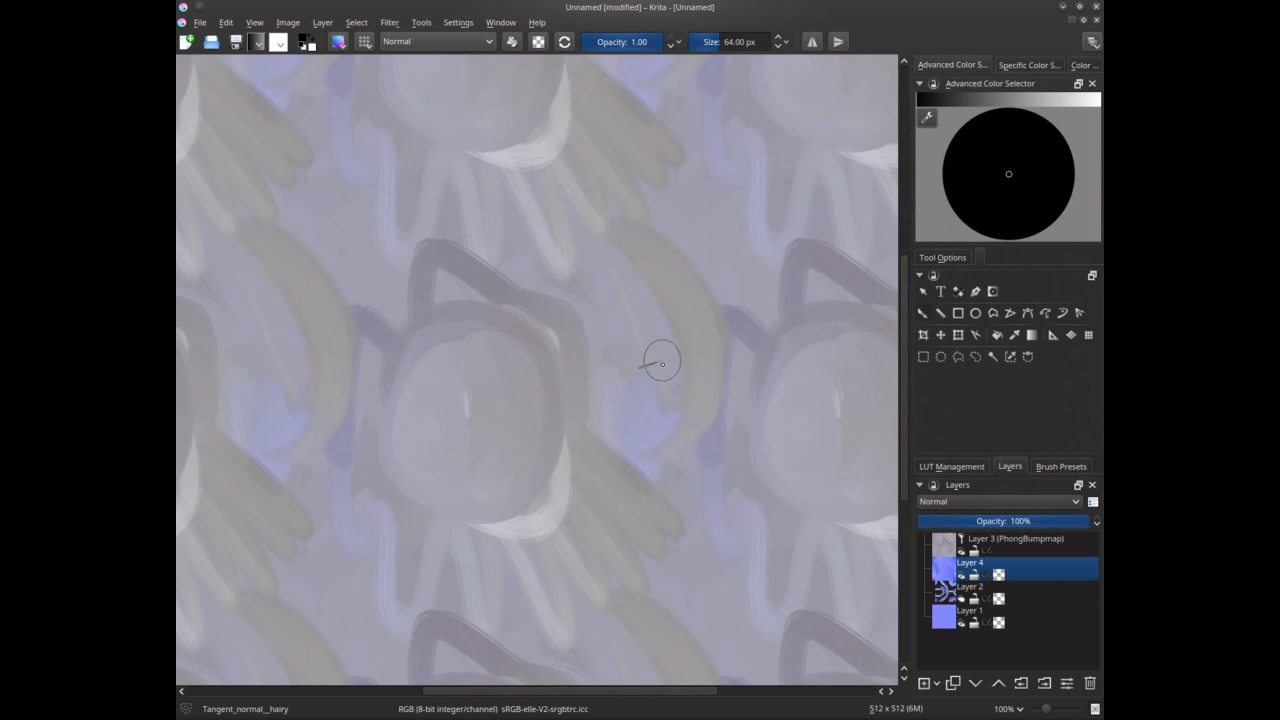 Unnamed [modified] – Krita - [Unnamed]
File Edit View Image Layer Select Filter Tools Settings Window Help
Normal Opacity: 1.00 Size: 64.00 px
Advanced Color S... Specific Color S... Color ...
Advanced Color Selector
Tool Options
LUT Management Layers Brush Presets
Layers
Normal
Opacity: 100%
Layer 3 (PhongBumpmap)
Layer 4
Layer 2
Layer 1
Tangent_normal__hairy RGB (8-bit integer/channel) sRGB-elle-V2-srgbtrc.icc 512 x 512 (6M) 100%